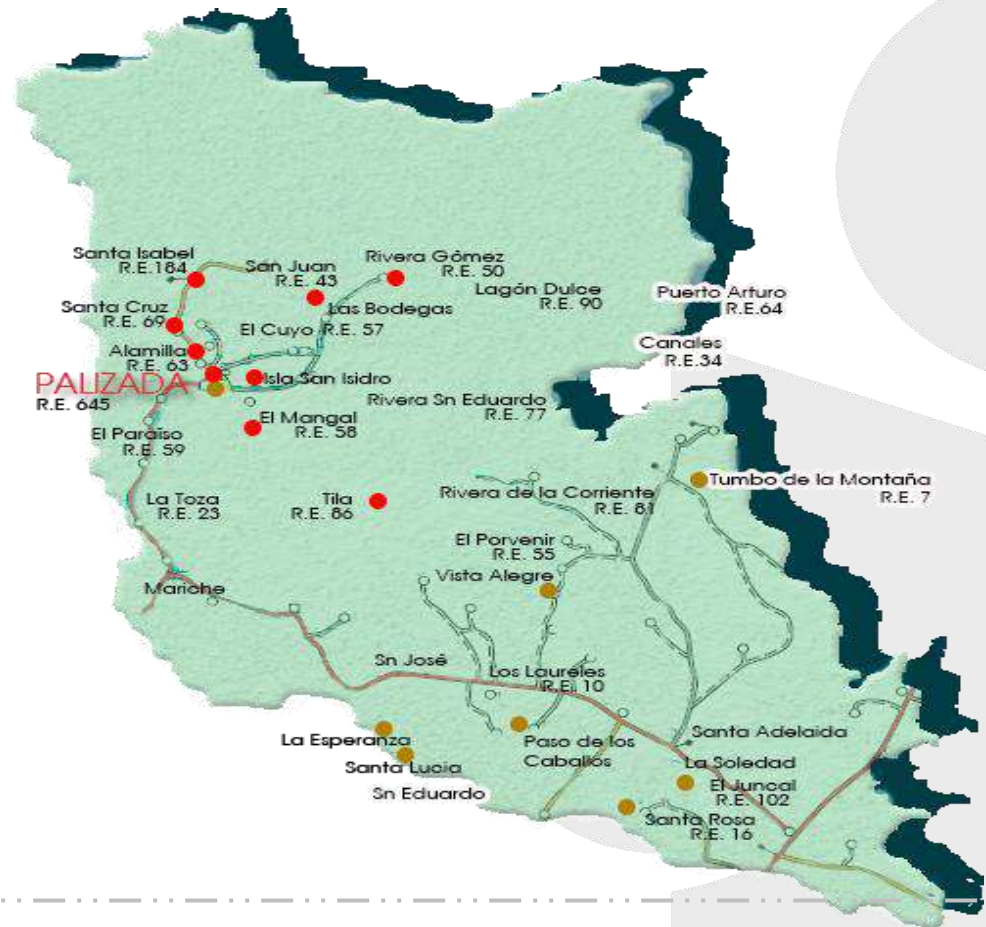 Santa Isabel
R.E.184
San Juan
R.E. 43
Rivera Gómez
R.E. 50
Lagón Dulce
R.E. 90
Puerto Arturo
R.E.64
Santa Cruz
R.E. 69
Las Bodegas
El Cuyo R.E. 57
Canales
R.E.34
Alamilla
R.E. 63
PALIZADA
R.E. 645
Isla San Isidro
Rivera Sn Eduardo
R.E. 77
El Mangal
R.E. 58
El Paraiso
R.E. 59
Tumbo de la Montaña
R.E. 7
La Toza
R.E. 23
Tila
R.E. 86
Rivera de la Corriente
R.E. 81
El Porvenir
R.E. 55
Vista Alegre
Mariche
Sn José
Los Laureles
R.E. 10
La Esperanza
Paso de los
Caballos
Santa Adelaida
Santa Lucia
La Soledad
Sn Eduardo
El Juncal
R.E. 102
Santa Rosa
R.E. 16